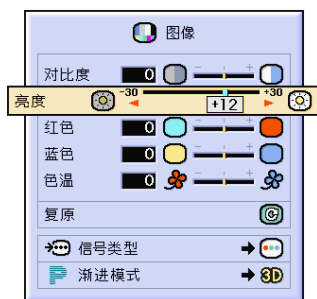 图像
对比度 0 - +
亮度 -30 +12 +30
红色 0 - +
蓝色 0 - +
色温 0 - +
复原
信号类型
渐进模式 3D